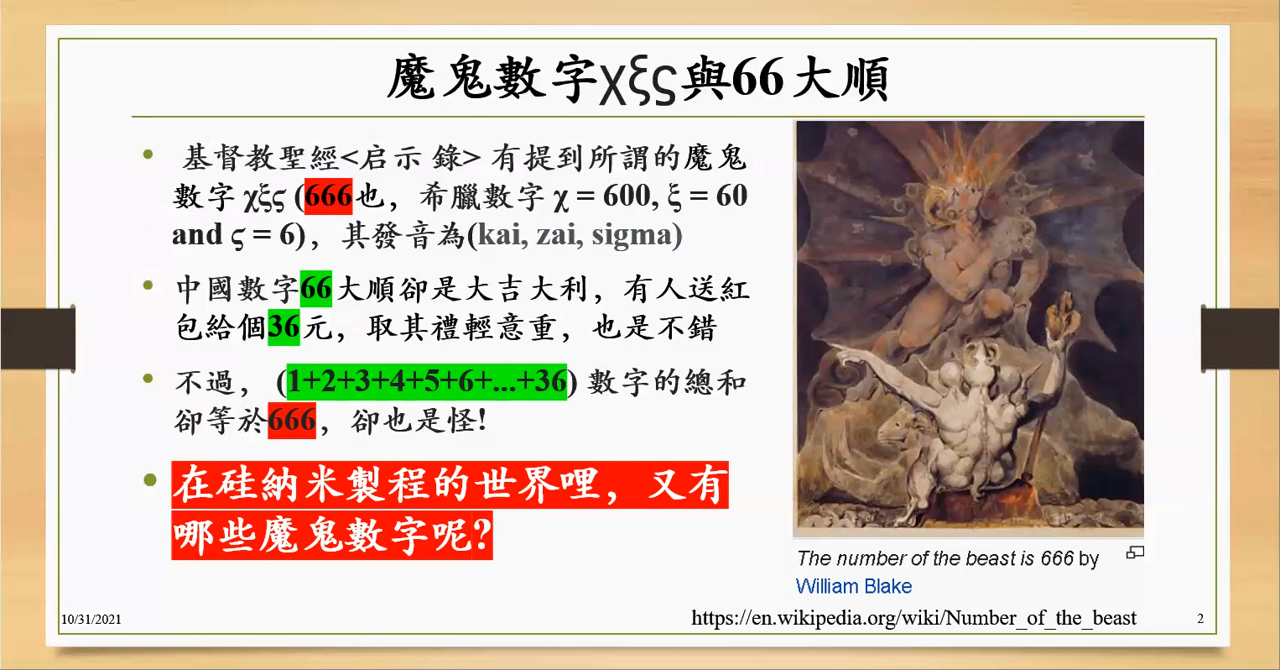 魔鬼數字χξς與66大順
• 基督教聖經<启示 錄> 有提到所謂的魔鬼
數字 χξς (666也，希臘數字 χ = 600, ξ = 60
and ς = 6)，其發音為(kai, zai, sigma)
• 中國數字66大順卻是大吉大利，有人送紅
包給個36元，取其禮輕意重，也是不錯
• 不過， (1+2+3+4+5+6+...+36) 數字的總和
卻等於666，卻也是怪!
• 在硅納米製程的世界哩，又有
哪些魔鬼數字呢?
The number of the beast is 666 by
William Blake
10/31/2021
https://en.wikipedia.org/wiki/Number_of_the_beast
2